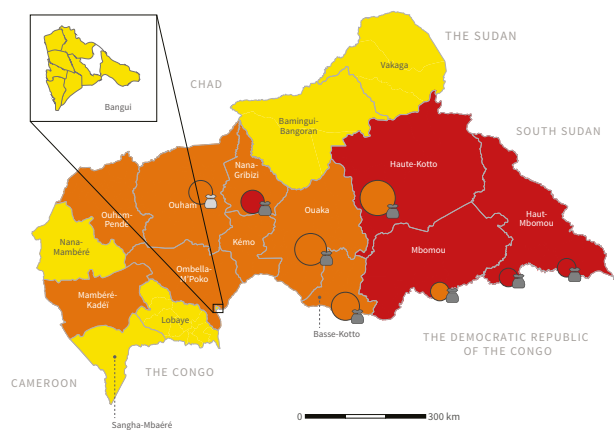 THE SUDAN
Vakaga
CHAD
Bangui
Bamingui-
Bangoran
SOUTH SUDAN
Nana-
Gribizi
Haute-Kotto
Ouham
Ouaka
Ouham-
Pendé
Haut-
Mbomou
Nana-
Mambéré
Kémo
Mbomou
Ombella-
M'Poko
Mambéré-
Kadéï
Lobaye
Basse-Kotto
THE DEMOCRATIC REPUBLIC
OF THE CONGO
THE CONGO
CAMEROON
0
300 km
Sangha-Mbaéré